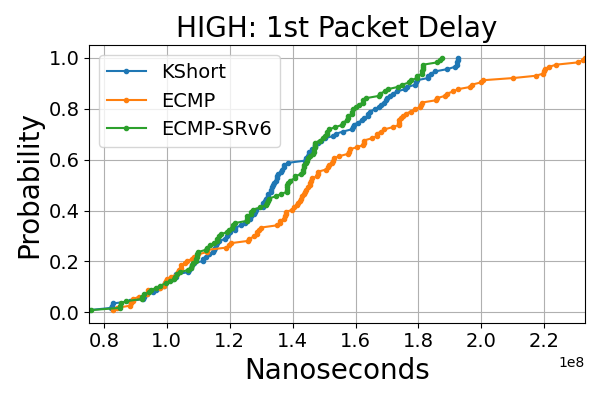 HIGH: 1st Packet Delay
Probability
1.0
0.8
0.6
0.4
0.2
0.0
KShort
ECMP
ECMP-SRv6
0.8 1.0 1.2 1.4 1.6 1.8 2.0 2.2
1e8
Nanoseconds